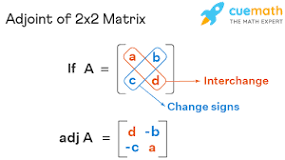 Adjoint of 2x2 Matrix
cuemath
THE MATH EXPERT
If A =
a b
c d
Interchange
Change signs
adj A =
d -b
-c a